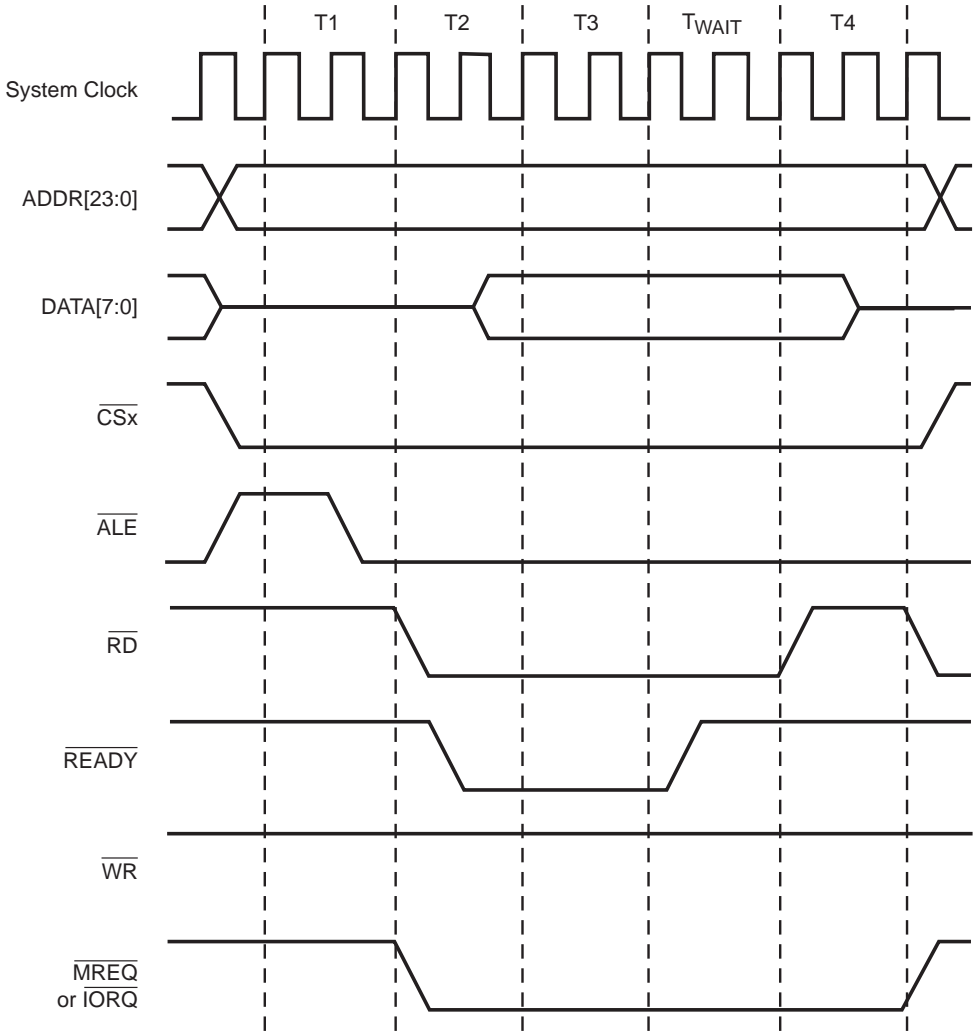 T1 T2 T3 TWAIT T4
System Clock
ADDR[23:0]
DATA[7:0]
CSx
ALE
RD
READY
WR
MREQ
or IORQ